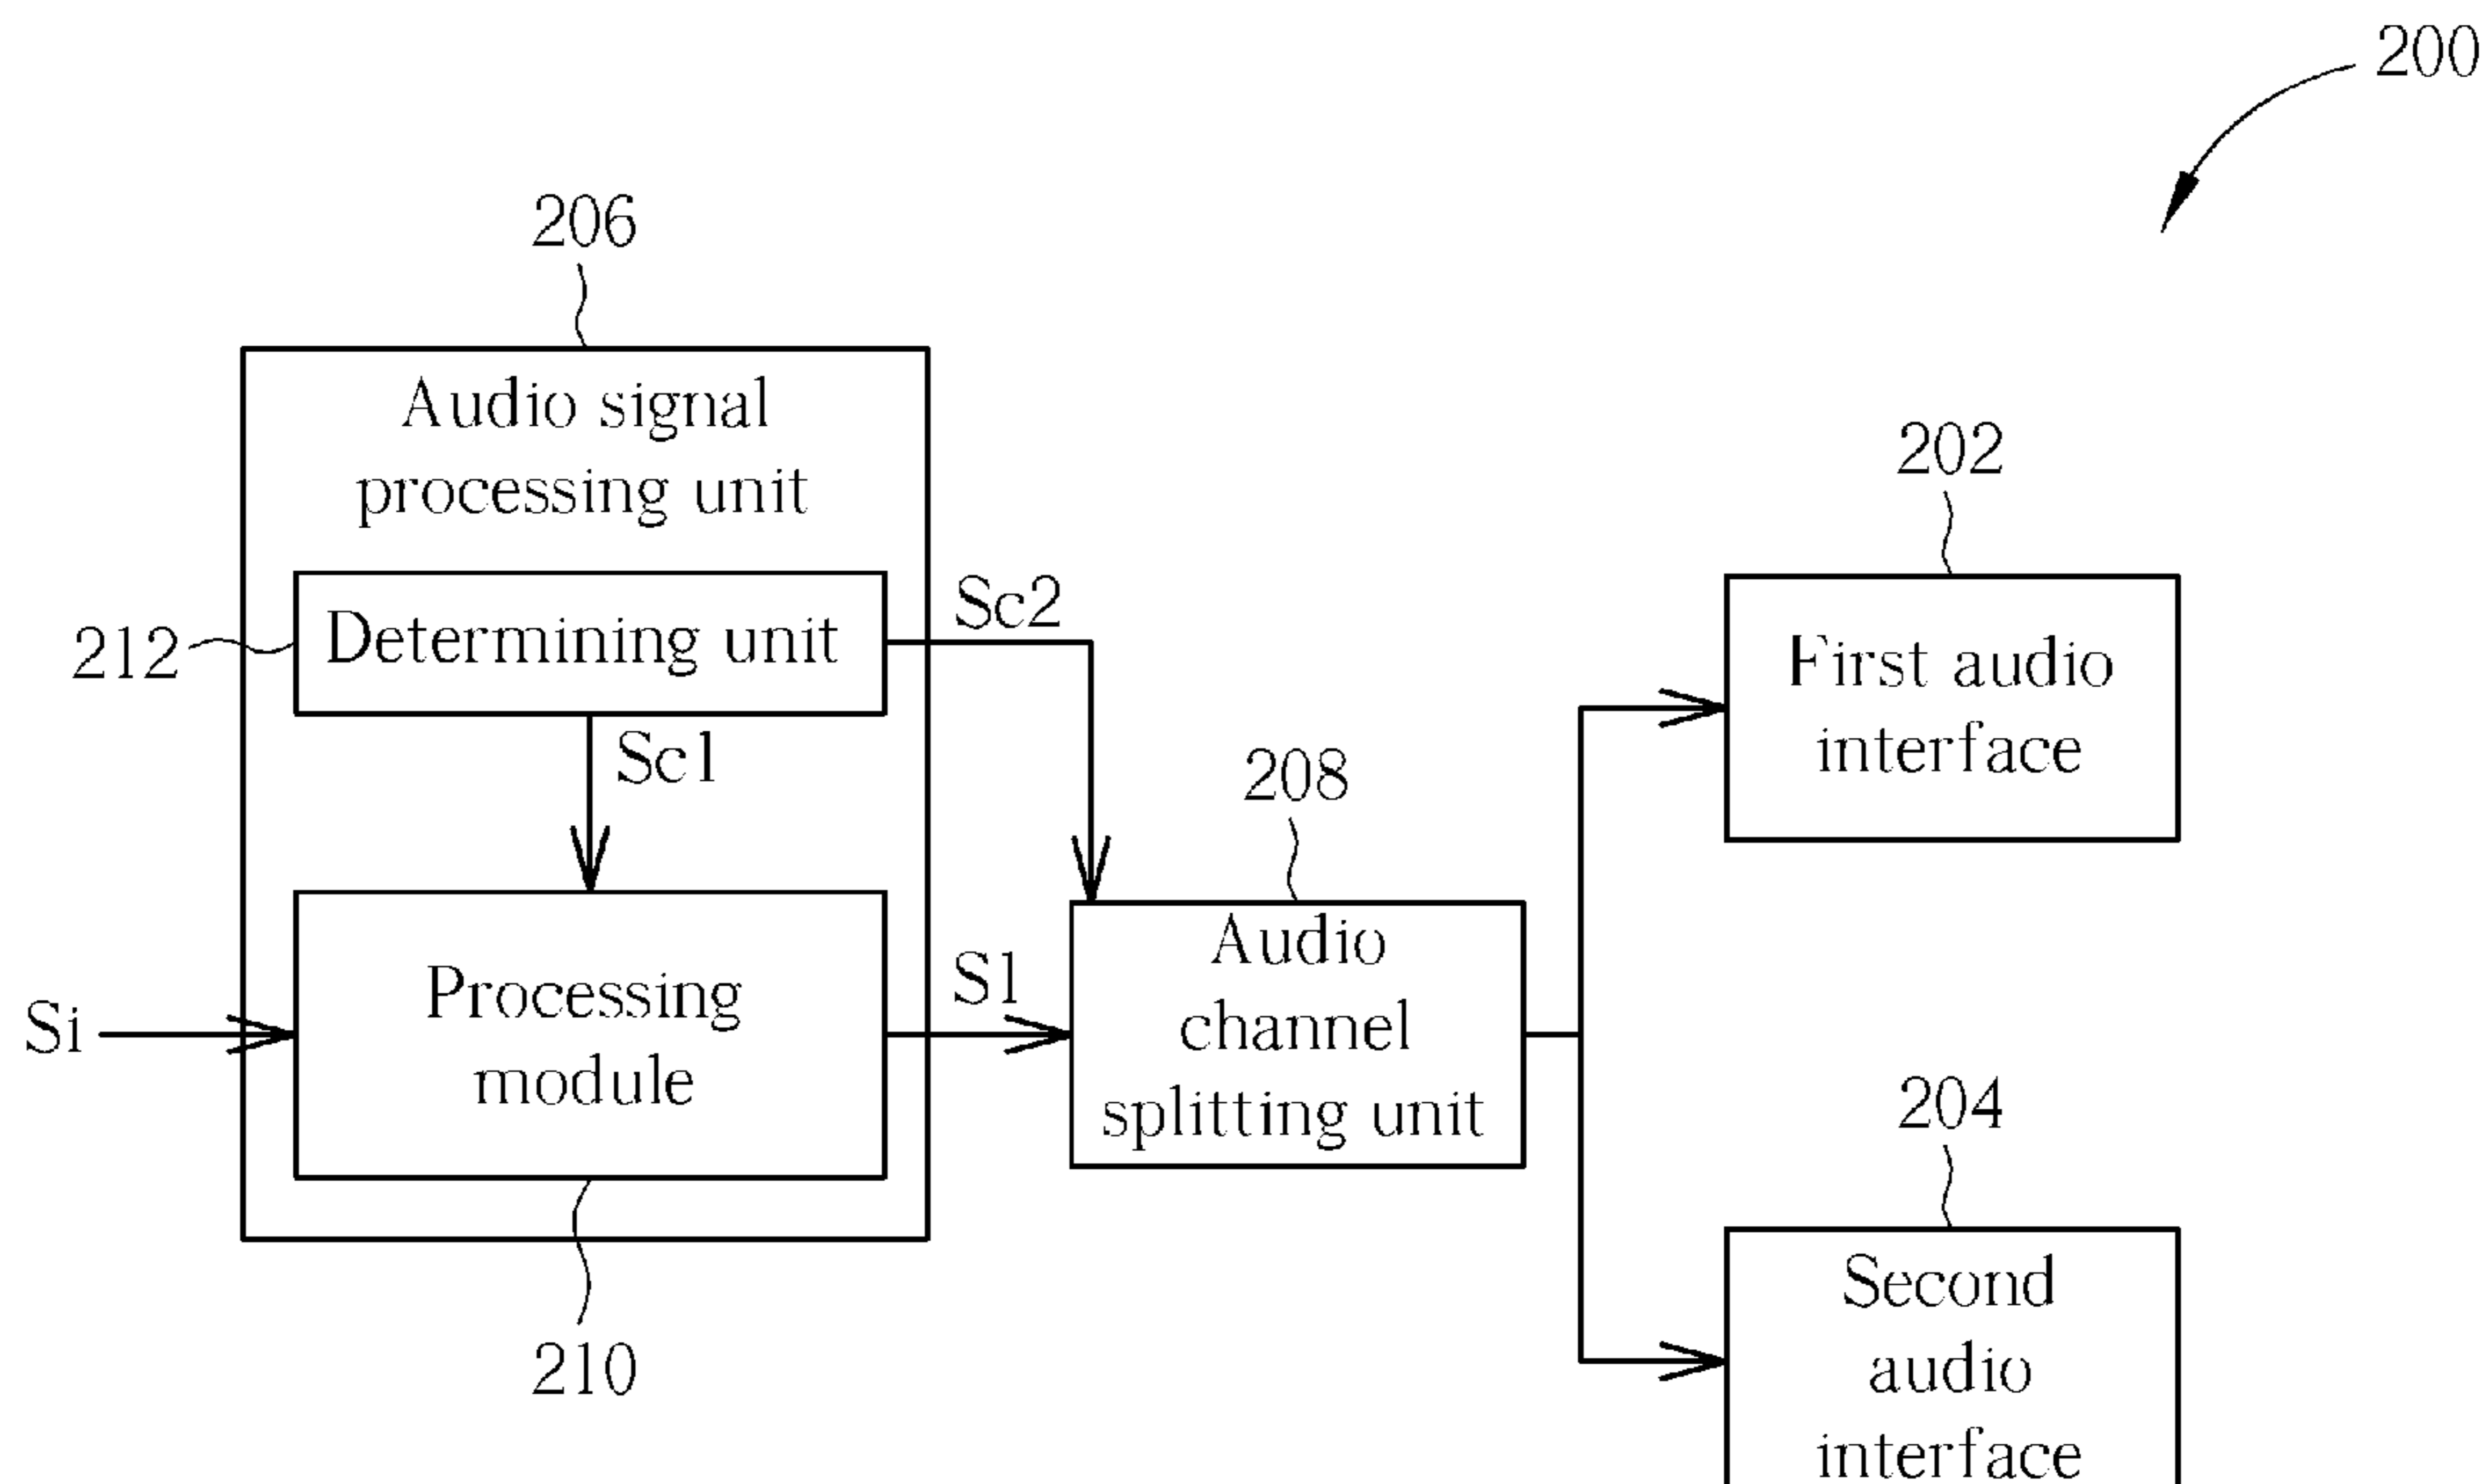 200
206
Audio signal
processing unit
202
Sc2
212
Determining unit
First audio
interface
Sc1
208
Audio
channel
splitting unit
S1
Processing
module
Si
204
Second
audio
interface
210